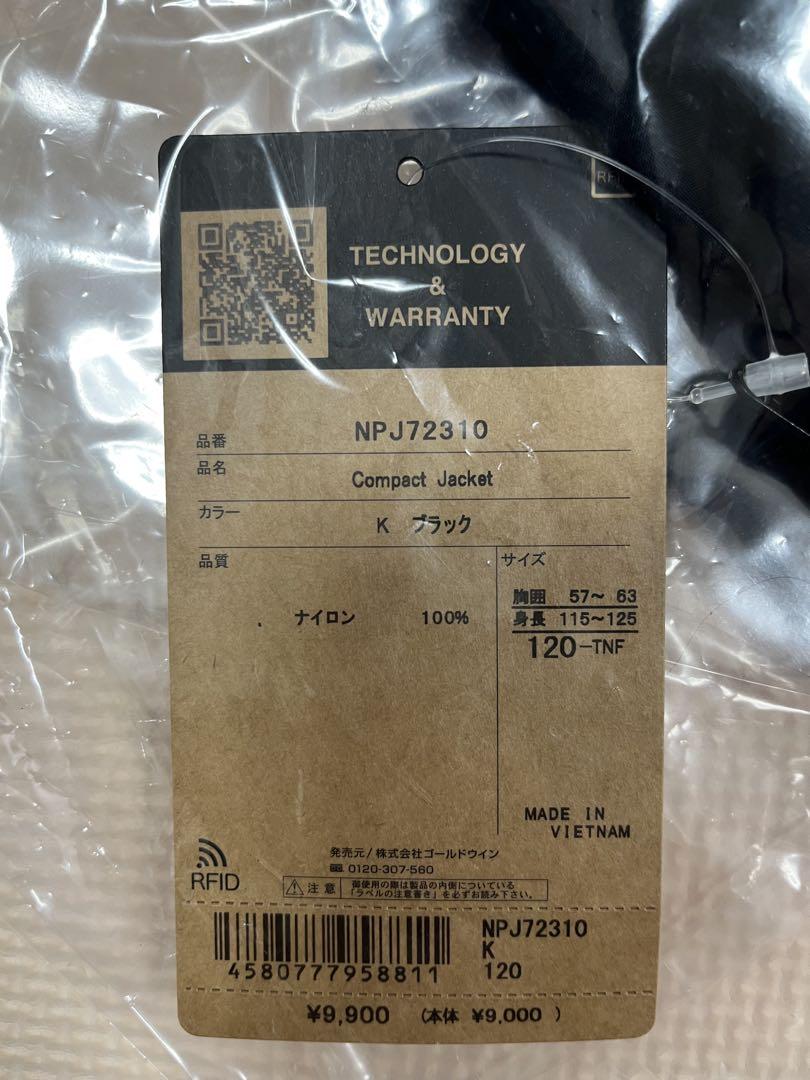 RF
TECHNOLOGY
&
WARRANTY
品番 NPJ72310
品名 Compact Jacket
カラー K ブラック
品質
ナイロン 100%
サイズ
胸囲 57～ 63
身長 115～125
120-TNF
MADE IN
VIETNAM
RFID
発売元/株式会社ゴールドウイン
0120-307-560
注意
御使用の際は製品の内側についている
「ラベルの注意書き」を必ずお読み下さい。
4580777958811
NPJ72310
K
120
¥9,900 (本体 ¥9,000 )